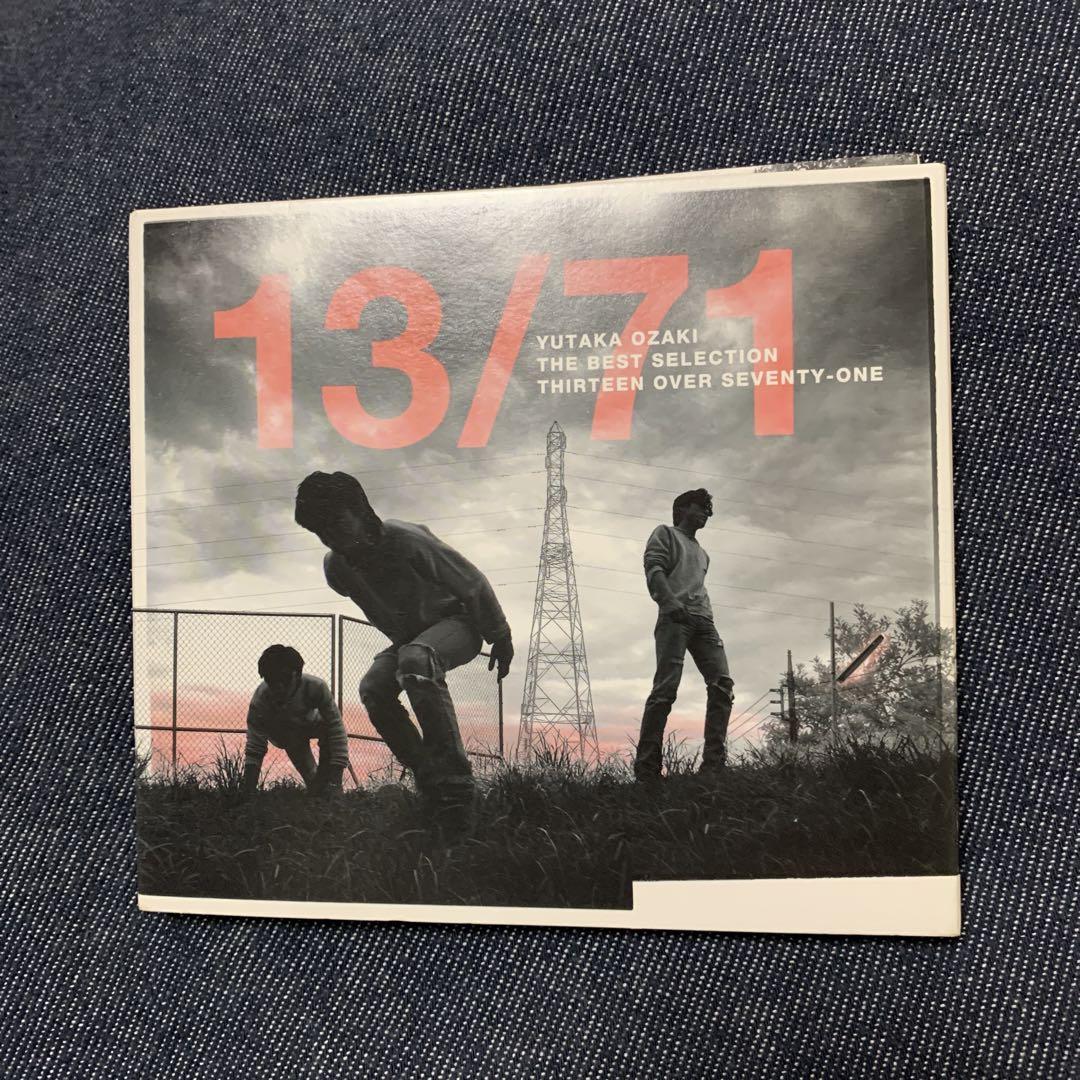 13/71
YUTAKA OZAKI
THE BEST SELECTION
THIRTEEN OVER SEVENTY-ONE